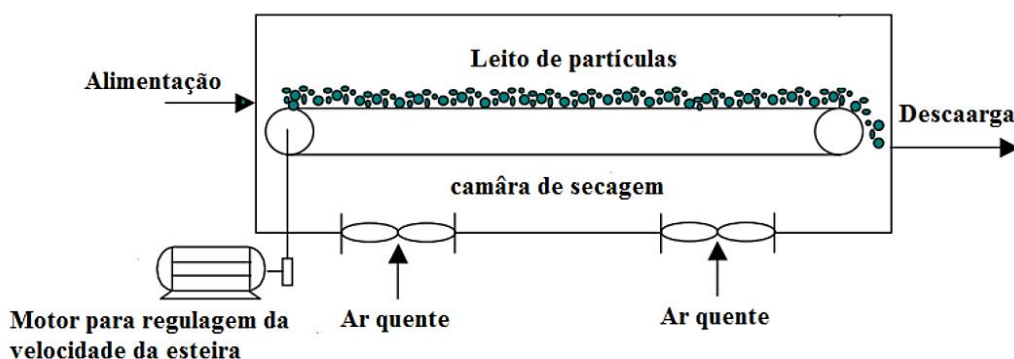 Leito de partículas
Alimentação
Descaarga
camâra de secagem
Motor para regulagem da
velocidade da esteira
Ar quente
Ar quente